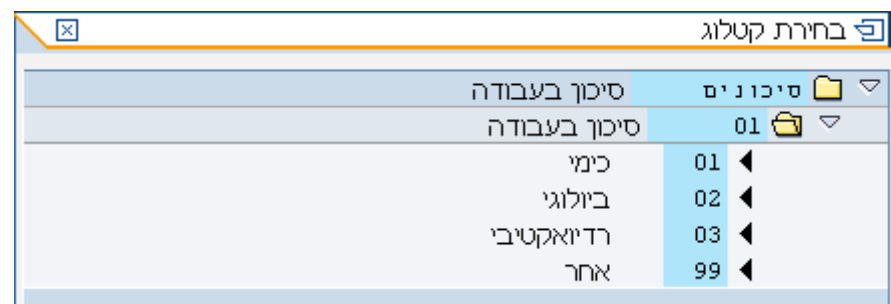 בחירת קטלוג
סיכונים סיכון בעבודה
01 סיכון בעבודה
01 כימי
02 ביולוגי
03 רדיואקטיבי
99 אחר